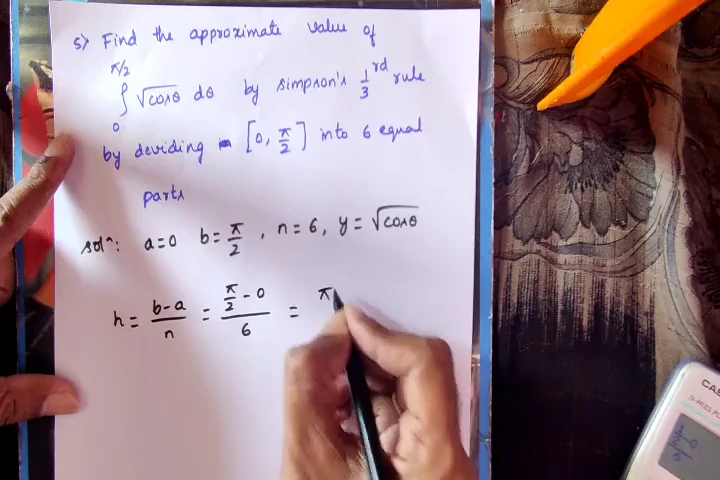 5) Find the approximate value of
π/2
∫ √cosθ dθ by simpson's 1/3 rd rule
0
by deviding [0, π/2] into 6 equal
parts
solⁿ: a=0 b=π/2, n=6, y=√cosθ
h = (b-a)/n = (π/2 - 0)/6 = π